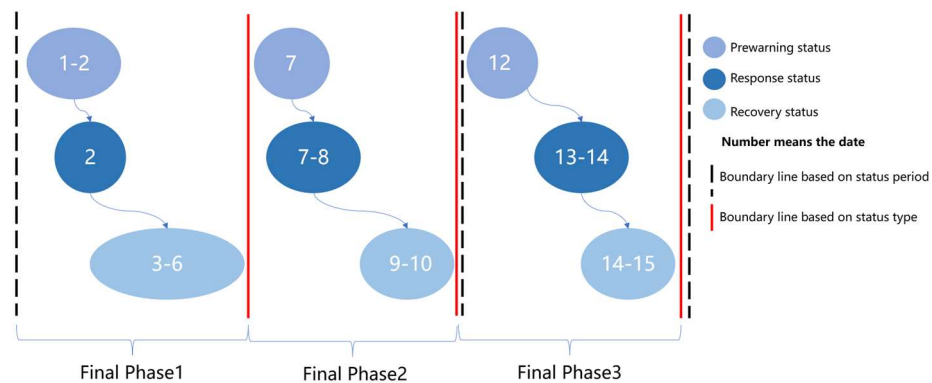 1-2
7
12
2
7-8
13-14
3-6
9-10
14-15
Final Phase1
Final Phase2
Final Phase3
Prewarning status
Response status
Recovery status
Number means the date
Boundary line based on status period
Boundary line based on status type